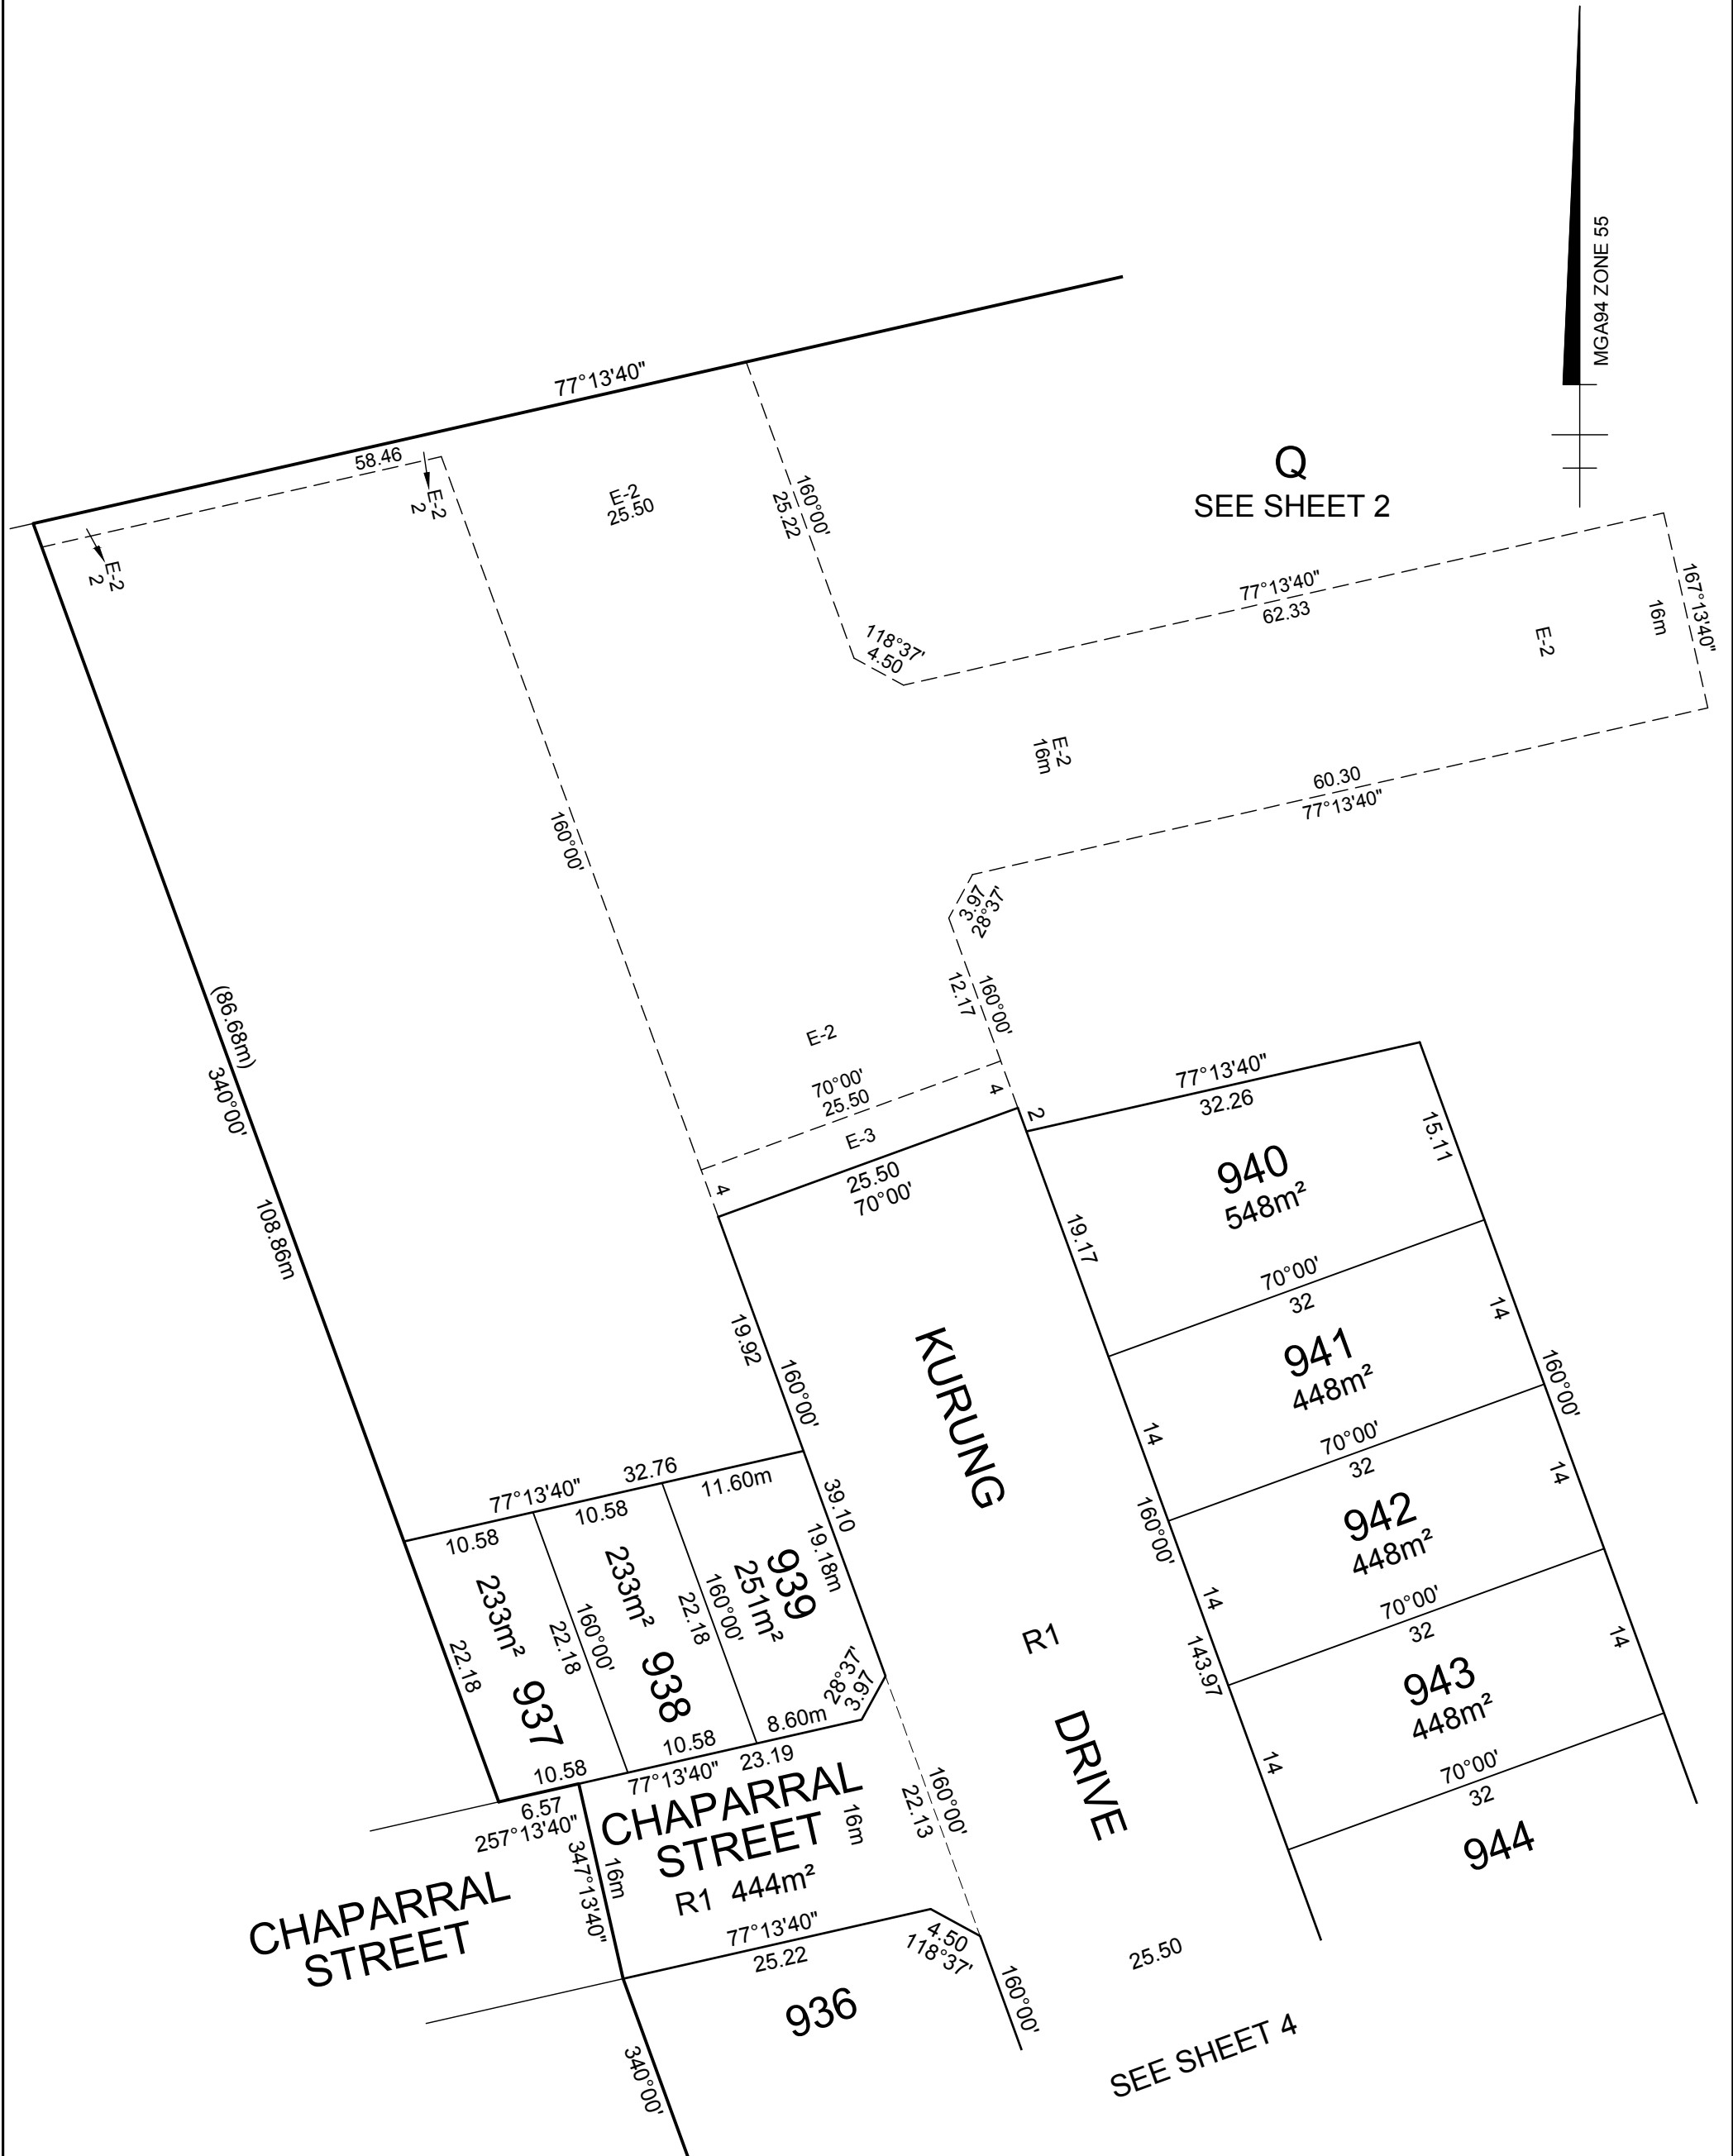 MGA94 ZONE 55
77°13'40"
58.46
E-2
2
E-2
2
E-2
25.50
160°00'
25.22
Q
SEE SHEET 2
118°37'
4.50
77°13'40"
62.33
167°13'40"
16m
E-2
E-2
16m
60.30
77°13'40"
160°00'
3.97
28°37'
12.17
160°00'
(86.68m)
340°00'
108.86m
E-2
70°00'
25.50
4
E-3
4
25.50
70°00'
2
77°13'40"
32.26
15.11
940
548m²
19.17
70°00'
32
14
941
448m²
160°00'
14
70°00'
32
14
942
448m²
160°00'
14
70°00'
32
14
943
448m²
143.97
14
70°00'
32
944
19.92
160°00'
KURUNG
R1
DRIVE
77°13'40"
32.76
10.58
10.58
11.60m
39.10
19.18m
233m²
937
22.18
22.18
160°00'
233m²
938
22.18
160°00'
939
251m²
28°37'
3.97
10.58
10.58
8.60m
77°13'40"
23.19
6.57
257°13'40"
CHAPARRAL
STREET
R1 444m²
16m
16m
347°13'40"
160°00'
22.13
CHAPARRAL
STREET
77°13'40"
25.22
4.50
118°37'
936
160°00'
25.50
340°00'
SEE SHEET 4